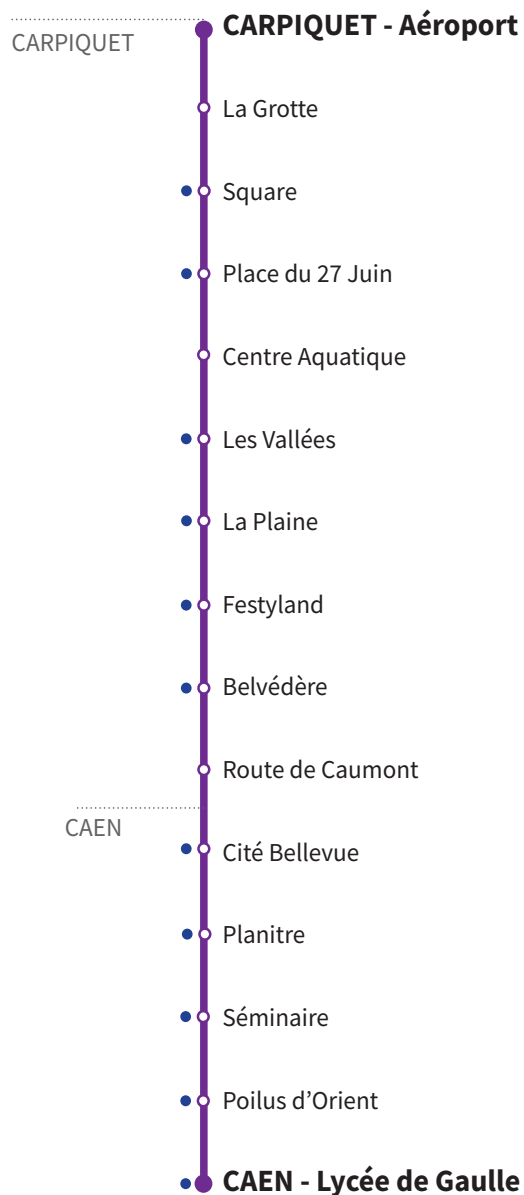 CARPIQUET - Aéroport
CARPIQUET
La Grotte
Square
Place du 27 Juin
Centre Aquatique
Les Vallées
La Plaine
Festyland
Belvédère
Route de Caumont
CAEN
Cité Bellevue
Planitre
Séminaire
Poilus d’Orient
CAEN - Lycée de Gaulle